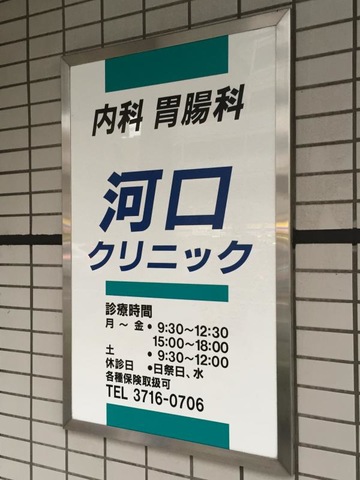 内科 胃腸科
河口
クリニック
診療時間
月～金・9:30～12:30
15:00～18:00
土 ・9:30～12:00
休診日 ・日祭日、水
各種保険取扱可
TEL 3716-0706